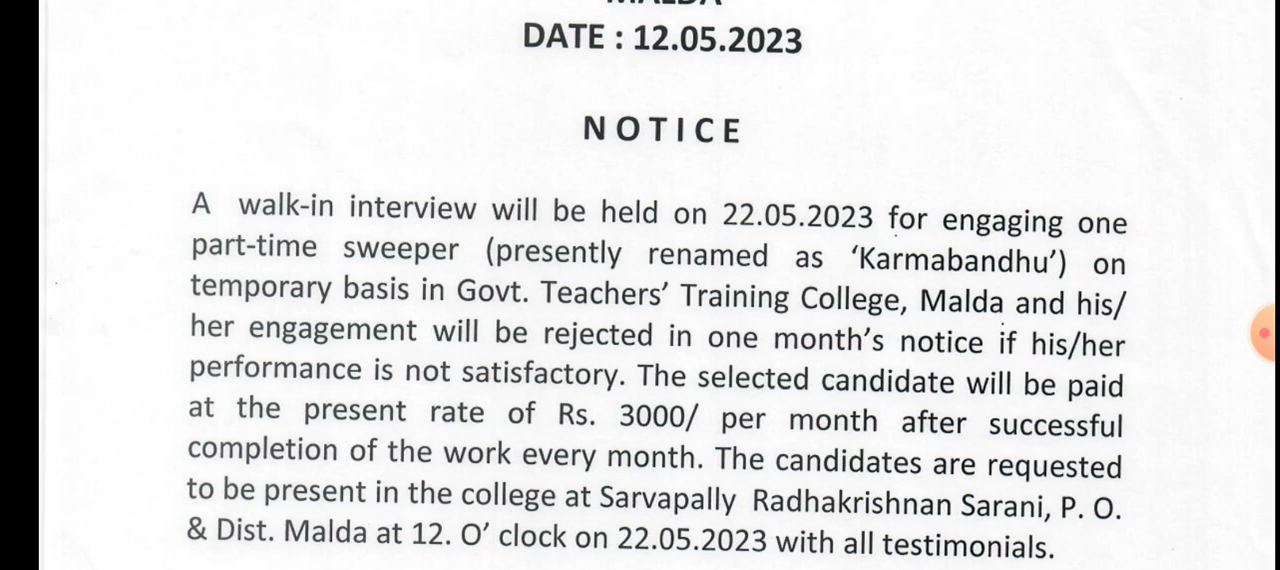 DATE : 12.05.2023
NOTICE
A walk-in interview will be held on 22.05.2023 for engaging one
part-time sweeper (presently renamed as ‘Karmabandhu’) on
temporary basis in Govt. Teachers’ Training College, Malda and his/
her engagement will be rejected in one month’s notice if his/her
performance is not satisfactory. The selected candidate will be paid
at the present rate of Rs. 3000/ per month after successful
completion of the work every month. The candidates are requested
to be present in the college at Sarvapally Radhakrishnan Sarani, P. O.
& Dist. Malda at 12. O’ clock on 22.05.2023 with all testimonials.